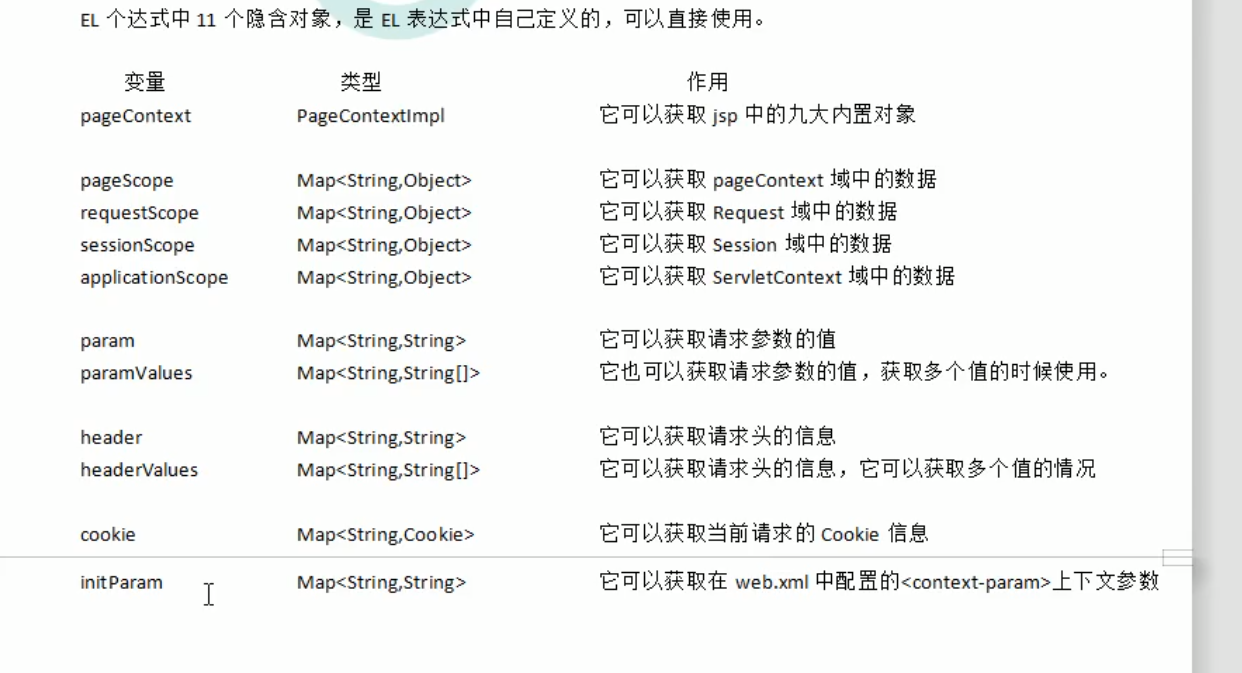 EL 个达式中 11 个隐含对象，是 EL 表达式中自己定义的，可以直接使用。
变量 类型 作用
pageContext PageContextImpl 它可以获取 jsp 中的九大内置对象
pageScope Map<String,Object> 它可以获取 pageContext 域中的数据
requestScope Map<String,Object> 它可以获取 Request 域中的数据
sessionScope Map<String,Object> 它可以获取 Session 域中的数据
applicationScope Map<String,Object> 它可以获取 ServletContext 域中的数据
param Map<String,String> 它可以获取请求参数的值
paramValues Map<String,String[]> 它也可以获取请求参数的值，获取多个值的时候使用。
header Map<String,String> 它可以获取请求头的信息
headerValues Map<String,String[]> 它可以获取请求头的信息，它可以获取多个值的情况
cookie Map<String,Cookie> 它可以获取当前请求的 Cookie 信息
initParam Map<String,String> 它可以获取在 web.xml 中配置的<context-param>上下文参数